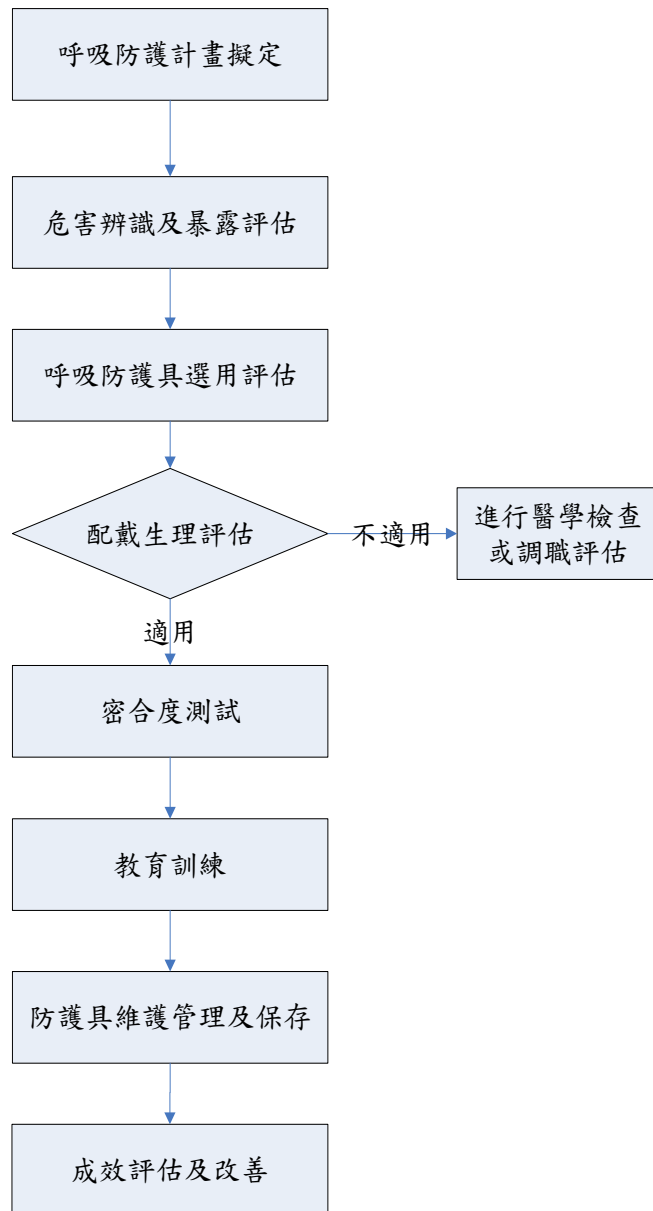 呼吸防護計畫擬定
危害辨識及暴露評估
呼吸防護具選用評估
配戴生理評估
不適用
進行醫學檢查
或調職評估
適用
密合度測試
教育訓練
防護具維護管理及保存
成效評估及改善